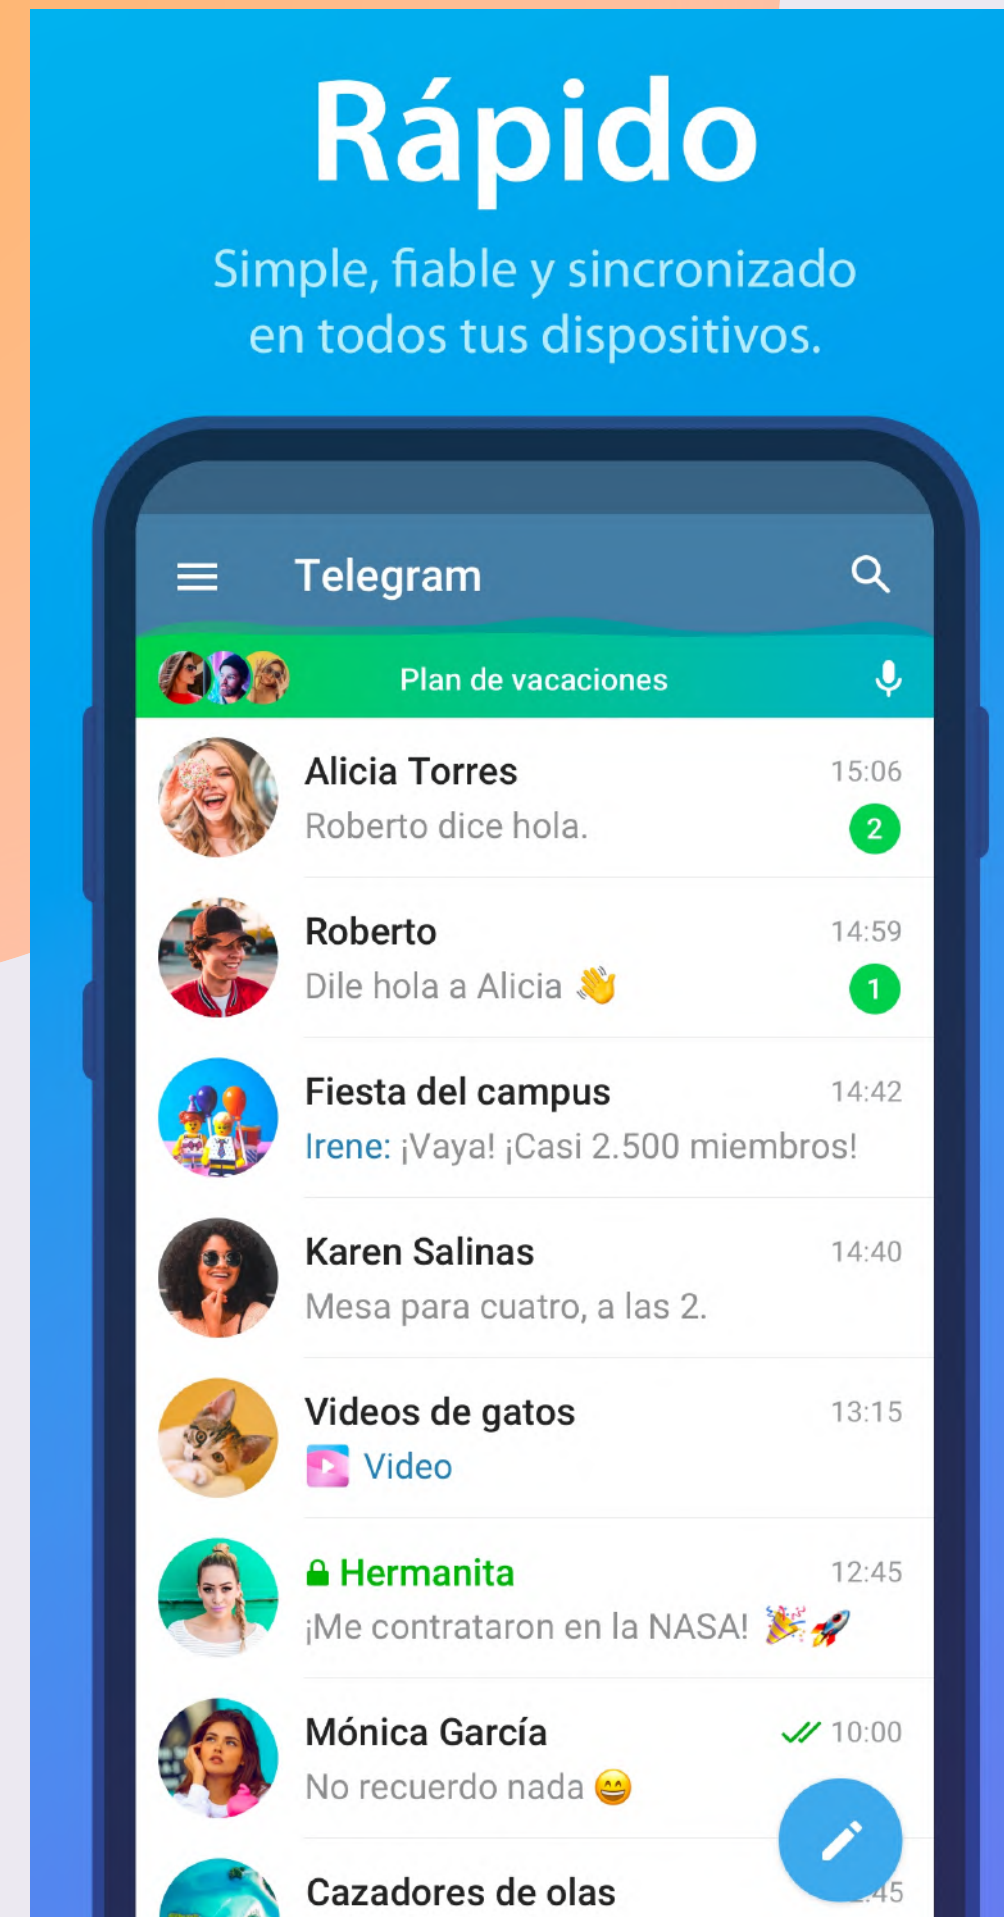 Rápido
Simple, fiable y sincronizado
en todos tus dispositivos.
Telegram
Plan de vacaciones
Alicia Torres 15:06
Roberto dice hola. 2
Roberto 14:59
Dile hola a Alicia 👋 1
Fiesta del campus 14:42
Irene: ¡Vaya! ¡Casi 2.500 miembros!
Karen Salinas 14:40
Mesa para cuatro, a las 2.
Videos de gatos 13:15
Video
Hermanita 12:45
¡Me contrataron en la NASA! 🎉🚀
Mónica García 10:00
No recuerdo nada 😄
Cazadores de olas